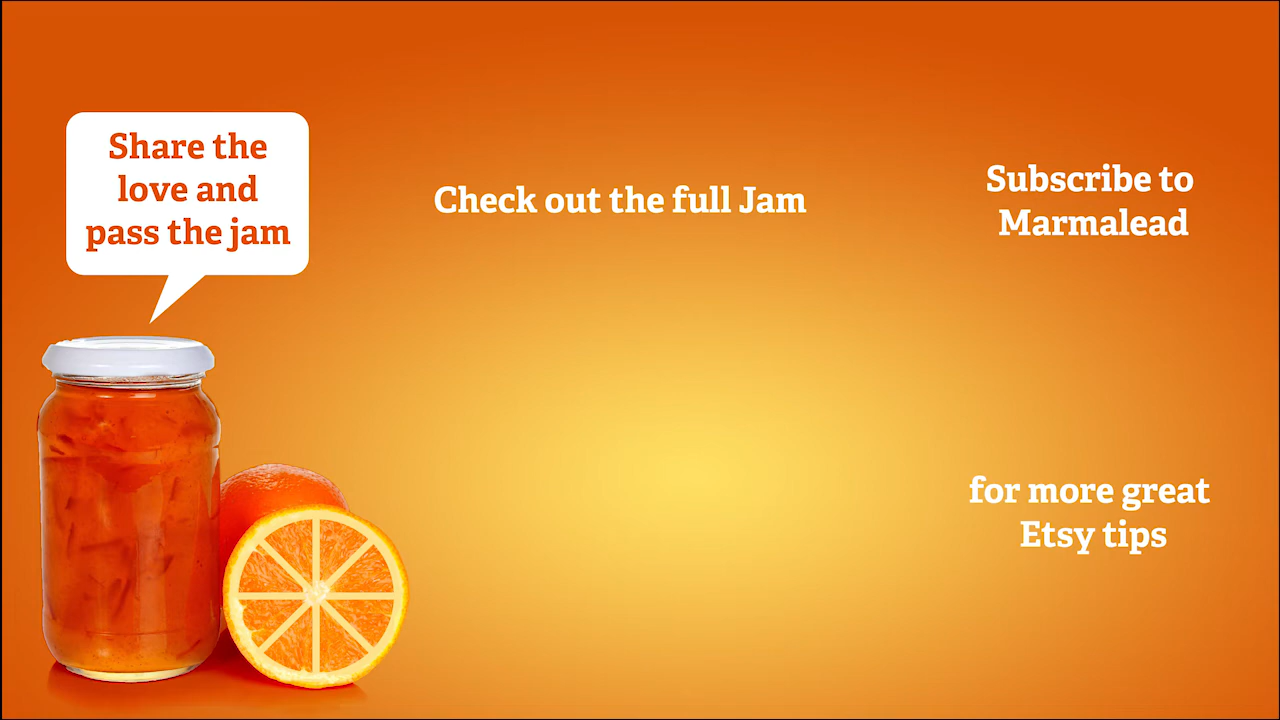 Share the
love and
pass the jam
Check out the full Jam
Subscribe to
Marmalead
for more great
Etsy tips